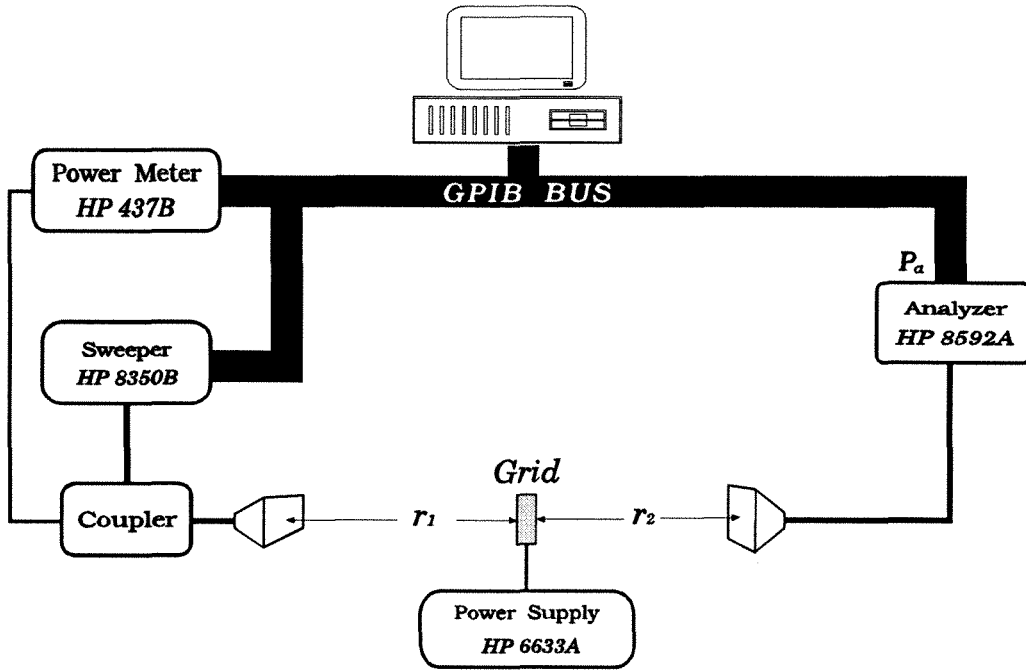 Power Meter
HP 437B
GPIB BUS
Pa
Analyzer
HP 8592A
Sweeper
HP 8350B
Grid
Coupler
r1
r2
Power Supply
HP 6633A